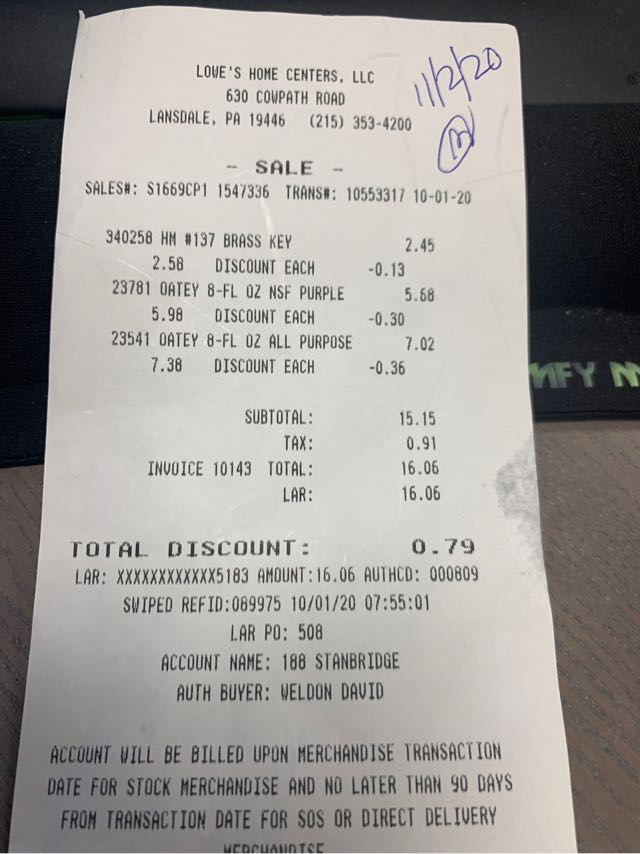 LOWE'S HOME CENTERS, LLC
630 COWPATH ROAD
LANSDALE, PA 19446 (215) 353-4200
11/2/20
- SALE -
SALES#: S1669CP1 1547336 TRANS#: 10553317 10-01-20
340258 HM #137 BRASS KEY 2.45
2.58 DISCOUNT EACH -0.13
23781 OATEY 8-FL OZ NSF PURPLE 5.68
5.98 DISCOUNT EACH -0.30
23541 OATEY 8-FL OZ ALL PURPOSE 7.02
7.38 DISCOUNT EACH -0.36
SUBTOTAL: 15.15
TAX: 0.91
INVOICE 10143 TOTAL: 16.06
LAR: 16.06
TOTAL DISCOUNT: 0.79
LAR: XXXXXXXXXXXX5183 AMOUNT:16.06 AUTHCD: 000809
SWIPED REFID:089975 10/01/20 07:55:01
LAR PO: 508
ACCOUNT NAME: 188 STANBRIDGE
AUTH BUYER: WELDON DAVID
ACCOUNT WILL BE BILLED UPON MERCHANDISE TRANSACTION
DATE FOR STOCK MERCHANDISE AND NO LATER THAN 90 DAYS
FROM TRANSACTION DATE FOR SOS OR DIRECT DELIVERY
MERCHANDISE